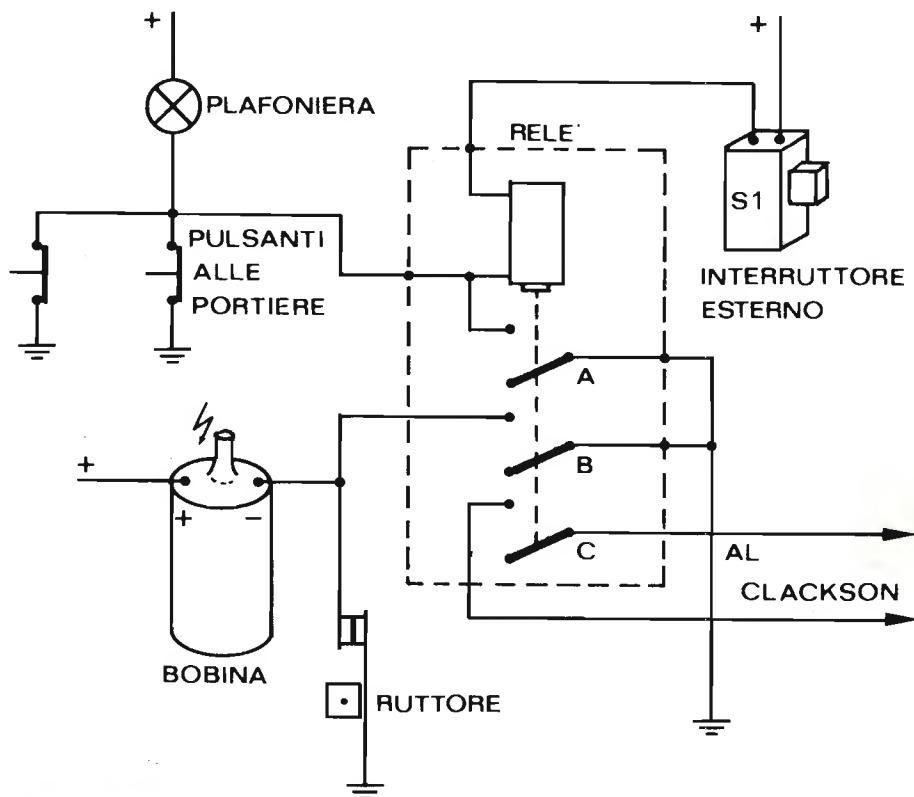 +
PLAFONIERA
RELE'
+
S1
INTERRUTTORE
ESTERNO
PULSANTI
ALLE
PORTIERE
A
B
C
+
+ −
BOBINA
RUTTORE
AL
CLACKSON